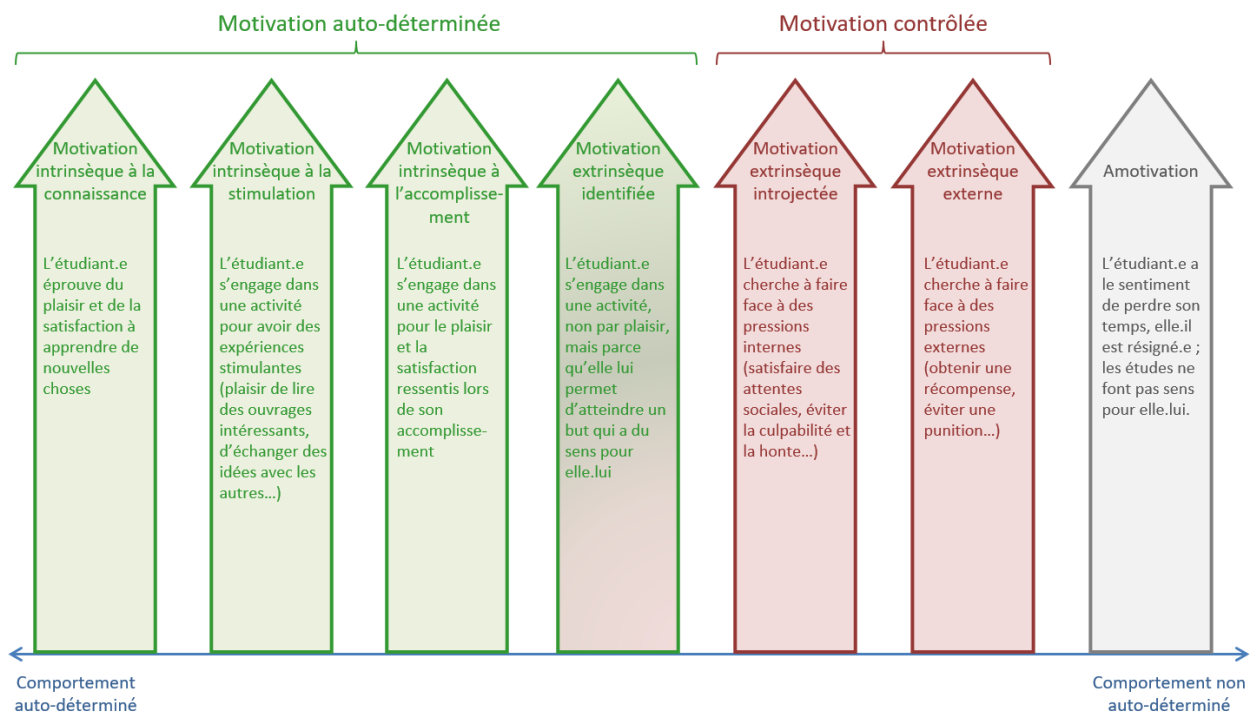 Motivation auto-déterminée
Motivation contrôlée
Motivation
intrinsèque à la
connaissance
L'étudiant.e
éprouve du
plaisir et de la
satisfaction à
apprendre de
nouvelles
choses
Motivation
intrinsèque à la
stimulation
L'étudiant.e
s'engage dans
une activité
pour avoir des
expériences
stimulantes
(plaisir de lire
des ouvrages
intéressants,
d'échanger des
idées avec les
autres…)
Motivation
intrinsèque à
l'accomplisse-
ment
L'étudiant.e
s'engage dans
une activité
pour le plaisir
et la
satisfaction
ressentis lors
de son
accomplisse-
ment
Motivation
extrinsèque
identifiée
L'étudiant.e
s'engage dans
une activité,
non par plaisir,
mais parce
qu'elle lui
permet
d'atteindre un
but qui a du
sens pour
elle.lui
Motivation
extrinsèque
introjectée
L'étudiant.e
cherche à faire
face à des
pressions
internes
(satisfaire des
attentes
sociales, éviter
la culpabilité et
la honte…)
Motivation
extrinsèque
externe
L'étudiant.e
cherche à faire
face à des
pressions
externes
(obtenir une
récompense,
éviter une
punition…)
Amotivation
L'étudiant.e a
le sentiment
de perdre son
temps, elle.il
est résigné.e ;
les études ne
font pas sens
pour elle.lui.
Comportement
auto-déterminé
Comportement non
auto-déterminé